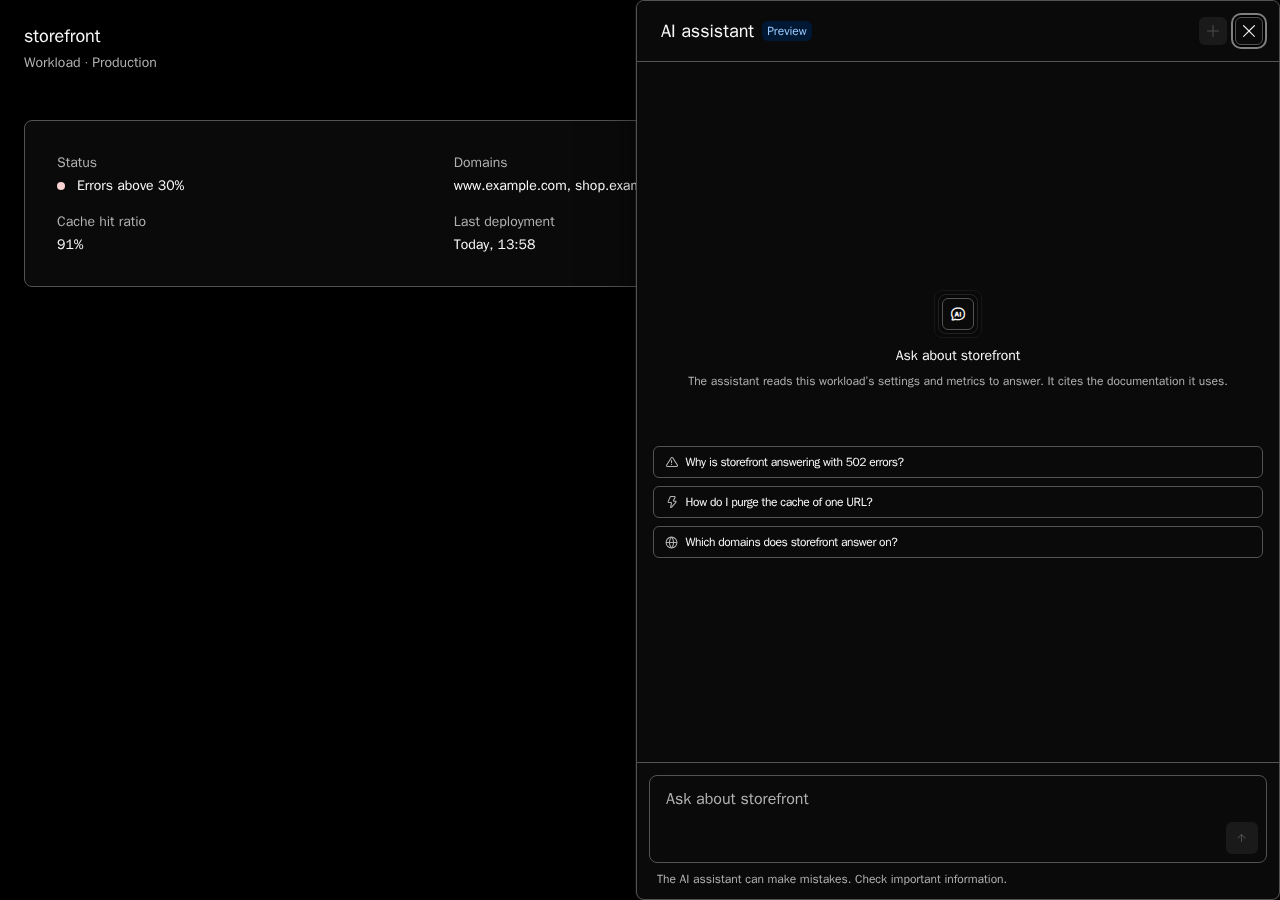 storefront
Workload · Production
Status
Errors above 30%
Domains
www.example.com, shop.exam
Cache hit ratio
91%
Last deployment
Today, 13:58
AI assistant
Preview
AI
Ask about storefront
The assistant reads this workload's settings and metrics to answer. It cites the documentation it uses.
Why is storefront answering with 502 errors?
How do I purge the cache of one URL?
Which domains does storefront answer on?
Ask about storefront
The AI assistant can make mistakes. Check important information.